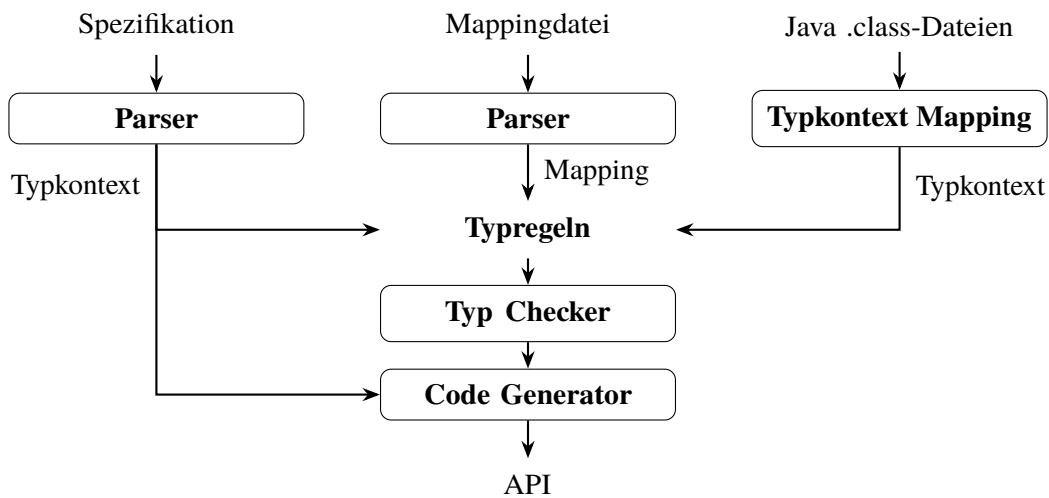 Spezifikation
Mappingdatei
Java .class-Dateien
Parser
Parser
Typkontext Mapping
Typkontext
Mapping
Typkontext
Typregeln
Typ Checker
Code Generator
API